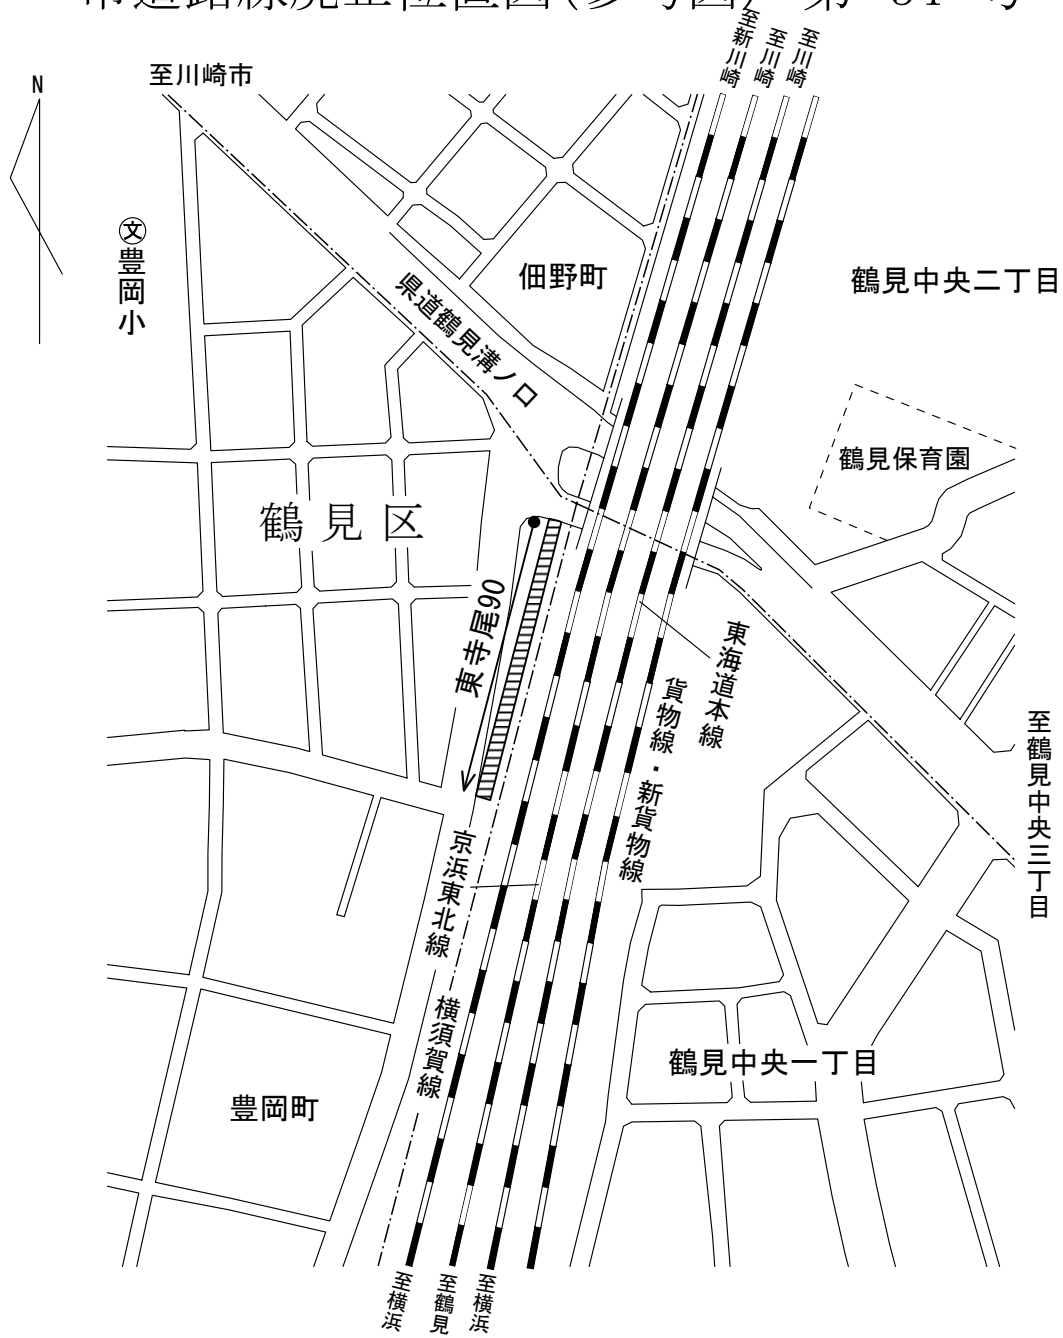 市道路線廃止位置図(参考図) 第 31 号
至新川崎
至川崎
至川崎
至川崎市
N
文
豊岡小
佃野町
鶴見中央二丁目
県道鶴見溝ノ口
鶴見保育園
鶴見区
東寺尾90
東海道本線
貨物線・新貨物線
至鶴見中央三丁目
京浜東北線
横須賀線
鶴見中央一丁目
豊岡町
至横浜
至鶴見
至横浜